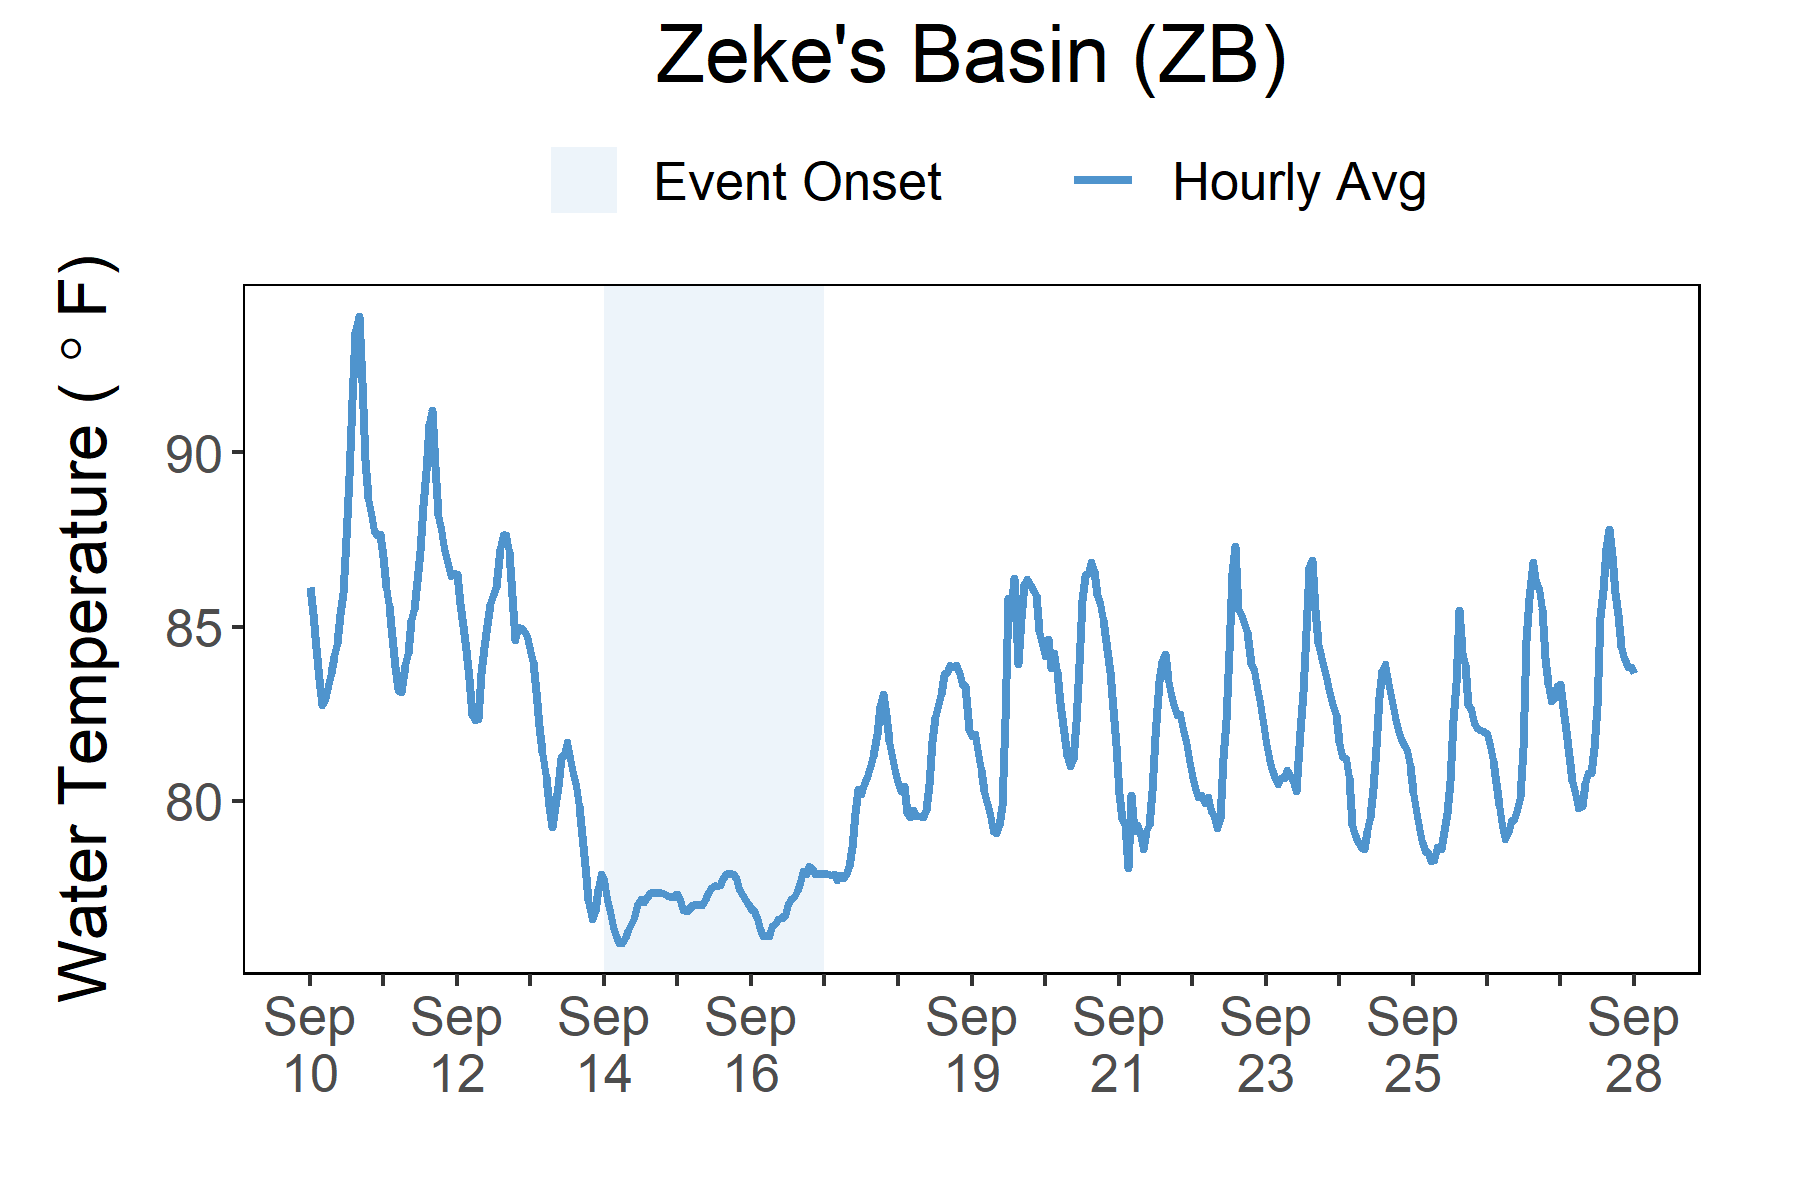 Zeke's Basin (ZB)
Event Onset Hourly Avg
Water Temperature ( ° F)
90
85
80
Sep Sep Sep Sep Sep Sep Sep Sep Sep
10 12 14 16 19 21 23 25 28